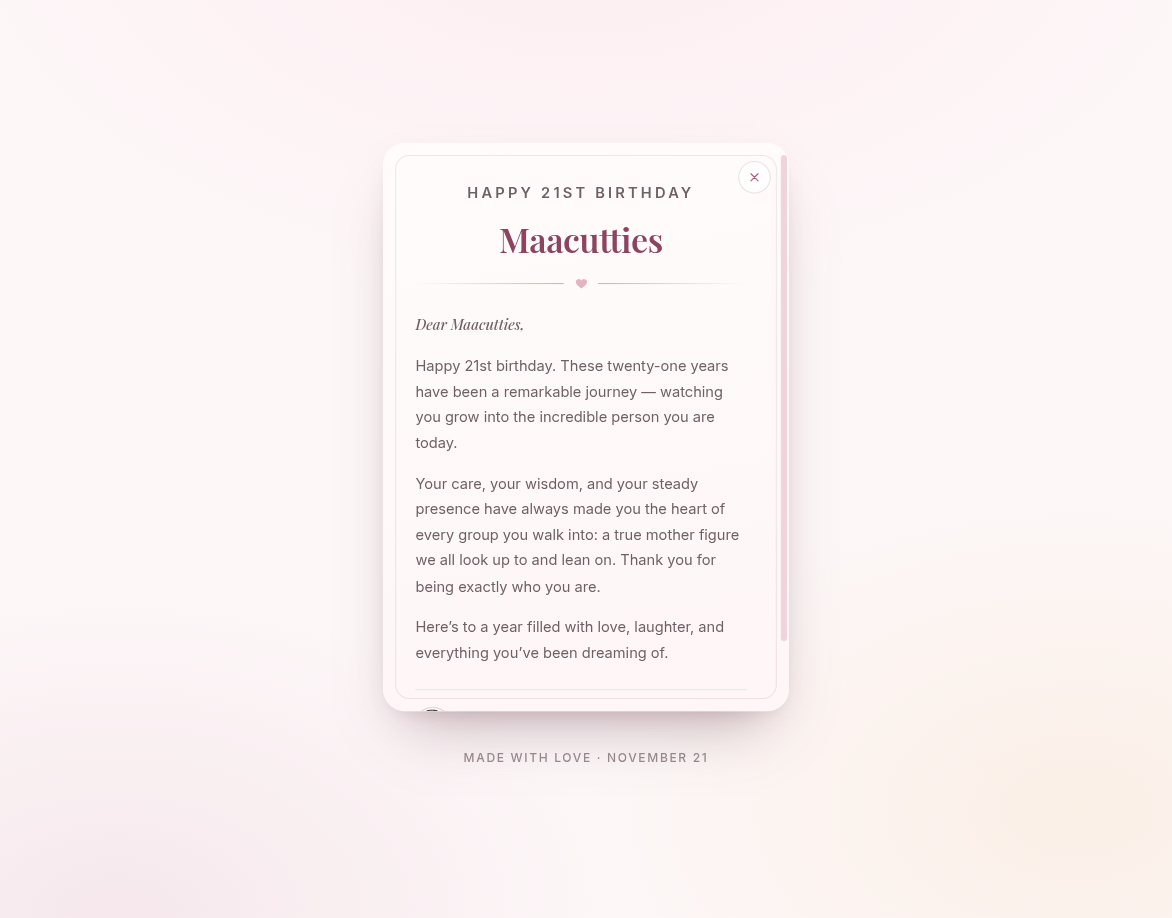 HAPPY 21ST BIRTHDAY
Maacutties
Dear Maacutties,
Happy 21st birthday. These twenty-one years
have been a remarkable journey — watching
you grow into the incredible person you are
today.
Your care, your wisdom, and your steady
presence have always made you the heart of
every group you walk into: a true mother figure
we all look up to and lean on. Thank you for
being exactly who you are.
Here’s to a year filled with love, laughter, and
everything you’ve been dreaming of.
MADE WITH LOVE · NOVEMBER 21